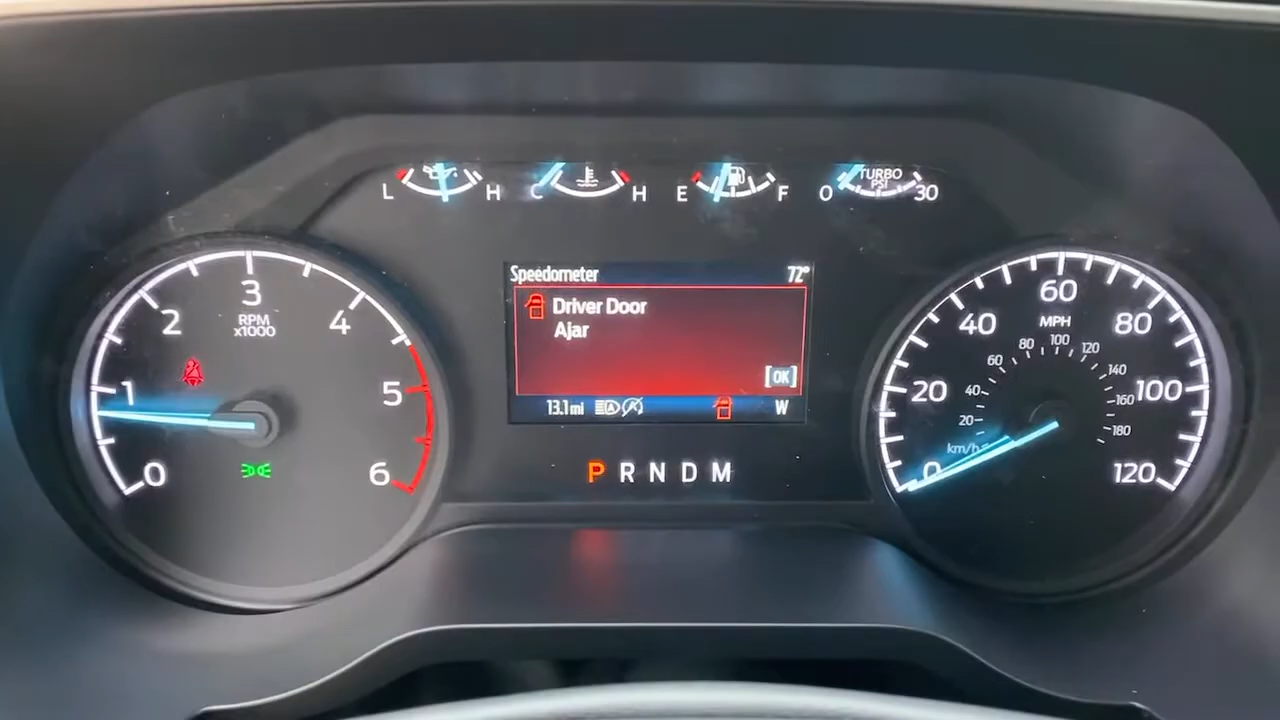 L H C H E F O TURBO PSI 30
0 1 2 3 4 5 6
RPM
x1000
Speedometer 72°
Driver Door
Ajar
[OK]
13.1 mi A A W
P R N D M
0 20 40 60 80 100 120
MPH
km/h 20 40 60 80 100 120 140 160 180